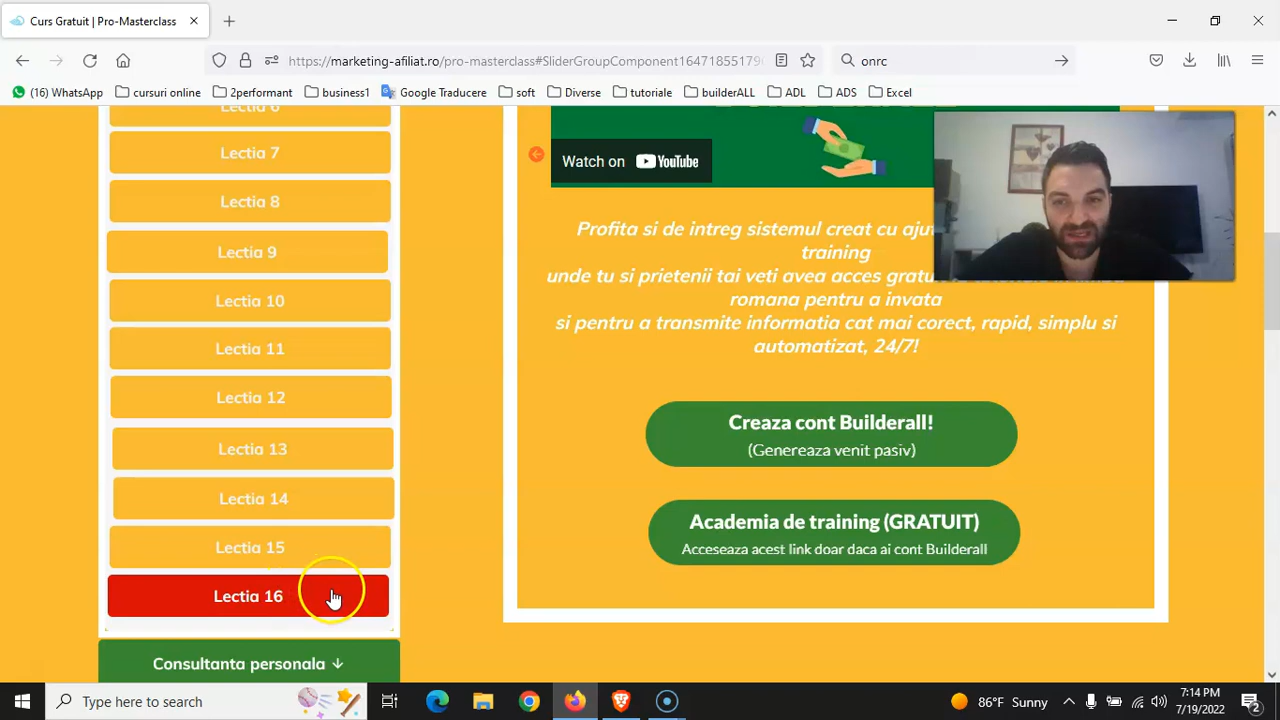 Curs Gratuit | Pro-Masterclass
https://marketing-afiliat.ro/pro-masterclass#SliderGroupComponent16471855179
onrc
(16) WhatsApp
cursuri online
2performant
business1
Google Traducere
soft
Diverse
tutoriale
builderALL
ADL
ADS
Excel
Lectia 6
Lectia 7
Lectia 8
Lectia 9
Lectia 10
Lectia 11
Lectia 12
Lectia 13
Lectia 14
Lectia 15
Lectia 16
Consultanta personala ↓
Watch on YouTube
Profita si de intreg sistemul creat cu
training
unde tu si prietenii tai veti avea acces
romana pentru a invata
si pentru a transmite informatia cat mai corect, rapid, simplu si
automatizat, 24/7!
Creaza cont Builderall!
(Genereaza venit pasiv)
Academia de training (GRATUIT)
Acceseaza acest link doar daca ai cont Builderall
Type here to search
86°F Sunny
7:14 PM
7/19/2022
2